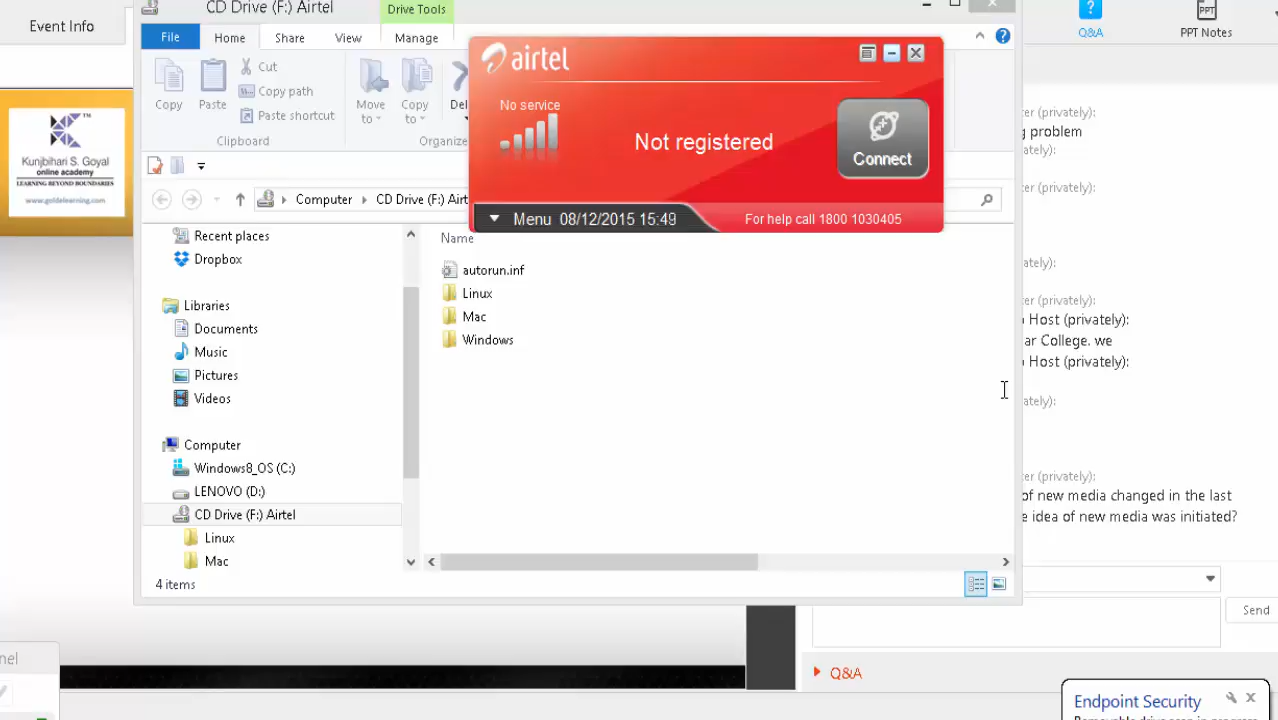 Event Info
CD Drive (F:) Airtel
Drive Tools
File
Home
Share
View
Manage
Copy
Paste
Cut
Copy path
Paste shortcut
Clipboard
Move to
Copy to
Organize
airtel
No service
Not registered
Connect
Menu 08/12/2015 15:49
For help call 1800 1030405
Q&A
PPT
PPT Notes
Kunjbihari S. Goyal
online academy
LEARNING BEYOND BOUNDARIES
www.goldelearning.com
Computer
CD Drive (F:)
Recent places
Dropbox
Libraries
Documents
Music
Pictures
Videos
Computer
Windows8_OS (C:)
LENOVO (D:)
CD Drive (F:) Airtel
Linux
Mac
4 items
Name
autorun.inf
Linux
Mac
Windows
(privately):
problem
(privately):
Host (privately):
College. we
Host (privately):
(privately):
of new media changed in the last
idea of new media was initiated?
Send
Q&A
Endpoint Security